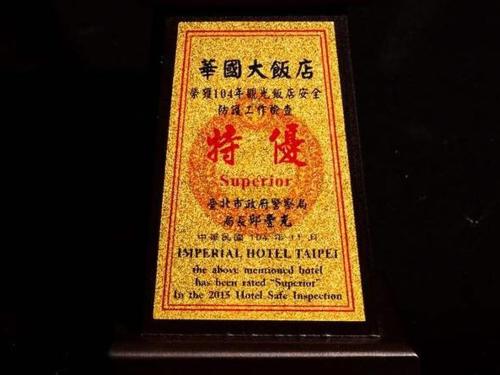 華國大飯店
榮獲104年觀光飯店安全
防護工作檢查
特優
Superior
臺北市政府警察局
局長邱豐光
中華民國104年11月
IMPERIAL HOTEL TAIPEI
the above mentioned hotel
has been rated "Superior"
In the 2015 Hotel Safe Inspection